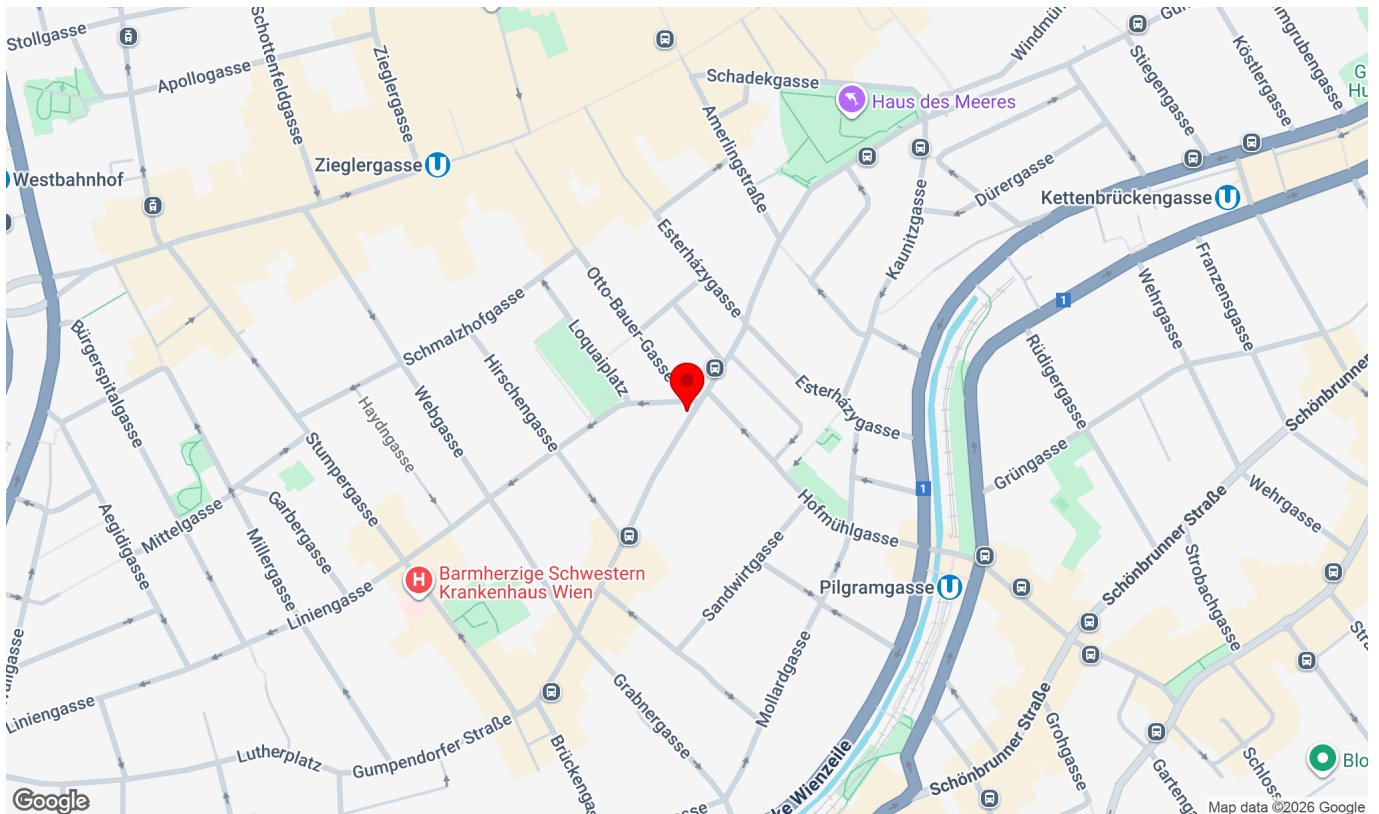 Stollgasse
Schottenfeldgasse
Zieglergasse
Apollogasse
Schadekgasse
Haus des Meeres
Stiegengasse
Köstlergasse
Amerlingstraße
Zieglergasse
Westbahnhof
Dürergasse
Kettenbrückengasse
Kaunitzgasse
Esterházygasse
Otto-Bauer-Gasse
Franzensgasse
Wehrgasse
1
Schmalzhofgasse
Loquaiplatz
Bürgerspitalgasse
Hirschengasse
Webgasse
Haydngasse
Rüdigergasse
Esterházygasse
Schönbrunner
Stumpergasse
Grüngasse
1
Wehrgasse
Hofmühlgasse
Mittelgasse
Aegidigasse
Garbergasse
Millergasse
Schönbrunner Straße
Strobachgasse
Sandwirtgasse
H
Barmherzige Schwestern
Krankenhaus Wien
Pilgramgasse
Liniengasse
Mollardgasse
Liniengasse
Grabnergasse
Gumpendorfer Straße
Lutherplatz
Schönbrunner Straße
Grohgasse
Google
Map data ©2026 Google